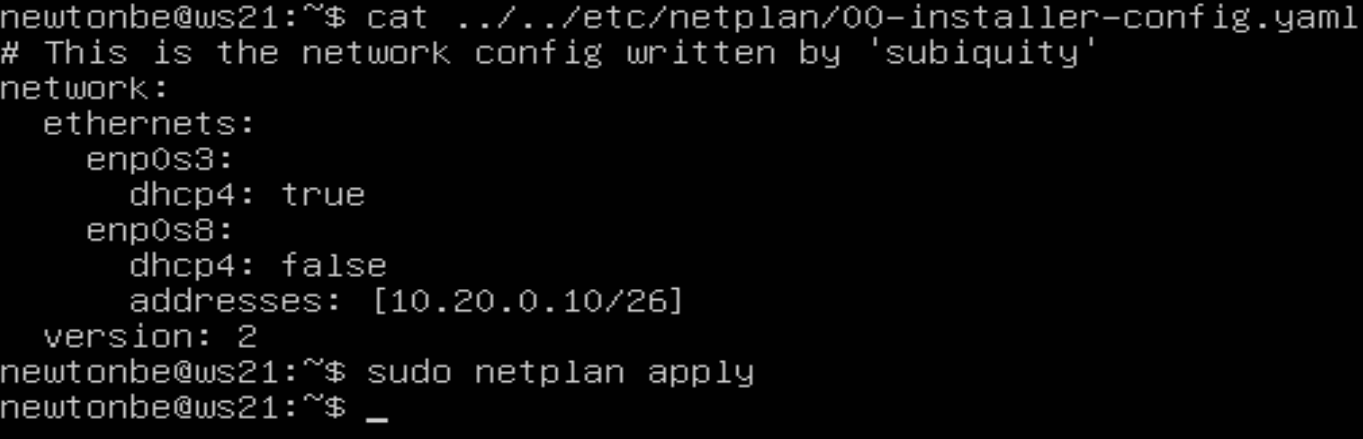 newtonbe@ws21:~$ cat ../../etc/netplan/00-installer-config.yaml
# This is the network config written by 'subiquity'
network:
  ethernets:
    enp0s3:
      dhcp4: true
    enp0s8:
      dhcp4: false
      addresses: [10.20.0.10/26]
  version: 2
newtonbe@ws21:~$ sudo netplan apply
newtonbe@ws21:~$ _